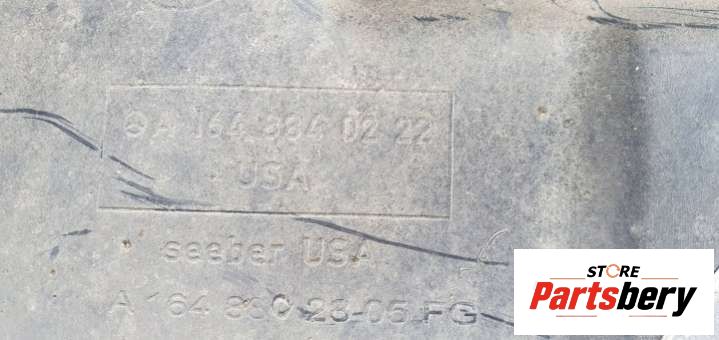 A 164 884 02 22
USA
seeber USA
A 164 880 23 05 FG
STORE
Partsbery